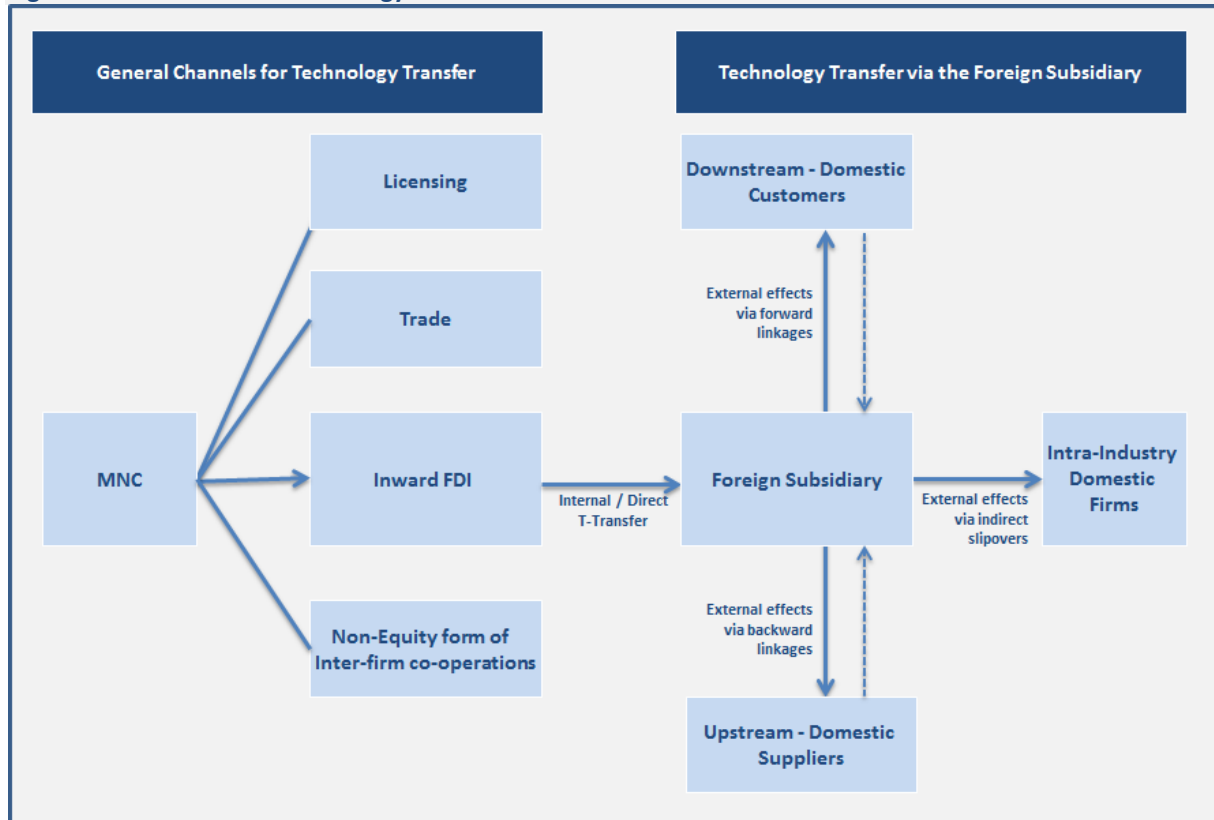 General Channels for Technology Transfer
Technology Transfer via the Foreign Subsidiary
Licensing
Trade
MNC
Inward FDI
Non-Equity form of
Inter-firm co-operations
Internal / Direct
T-Transfer
Downstream - Domestic
Customers
External effects
via forward
linkages
Foreign Subsidiary
External effects
via indirect
slipovers
Intra-Industry
Domestic
Firms
External effects
via backward
linkages
Upstream - Domestic
Suppliers